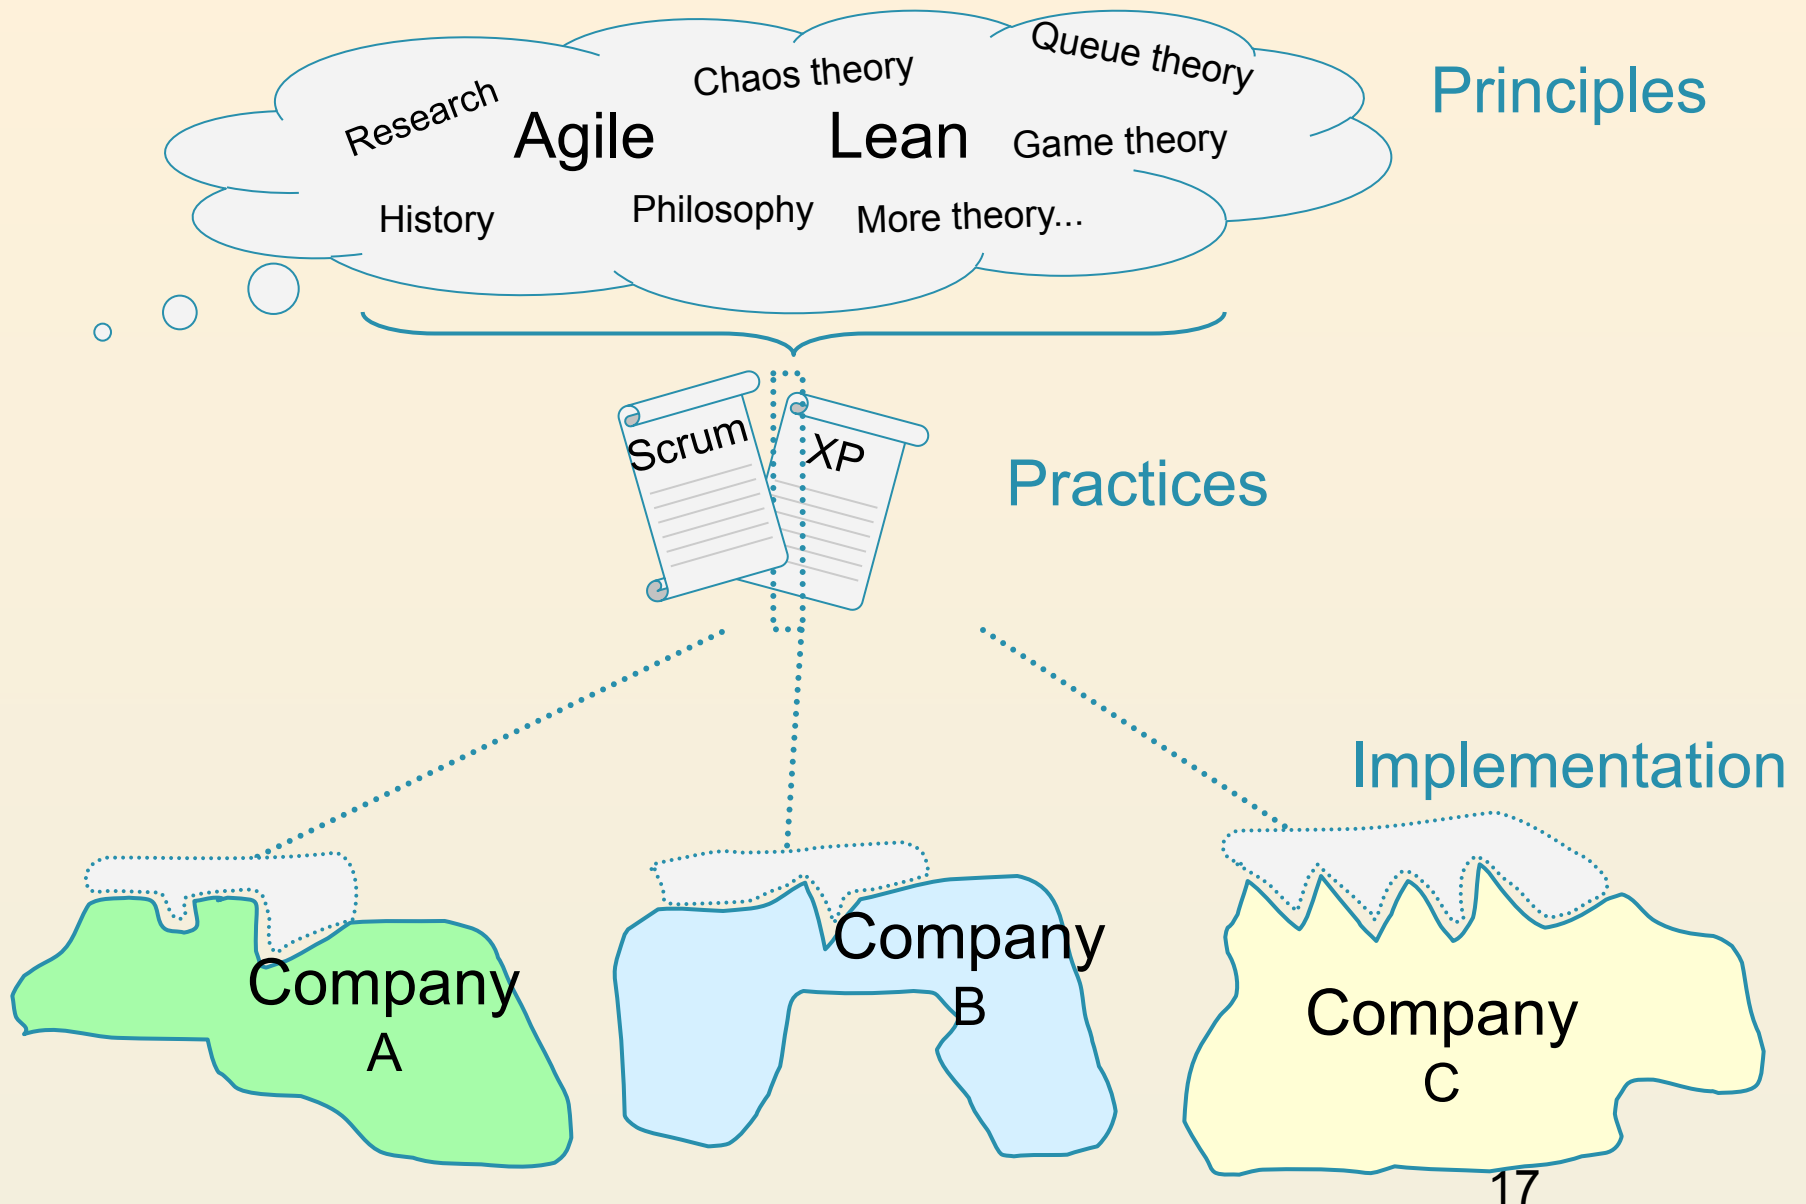 Queue theory
Chaos theory
Principles
Research
Agile
Lean
Game theory
History
Philosophy
More theory...
Scrum
XP
Practices
Implementation
Company
A
Company
B
Company
C
17